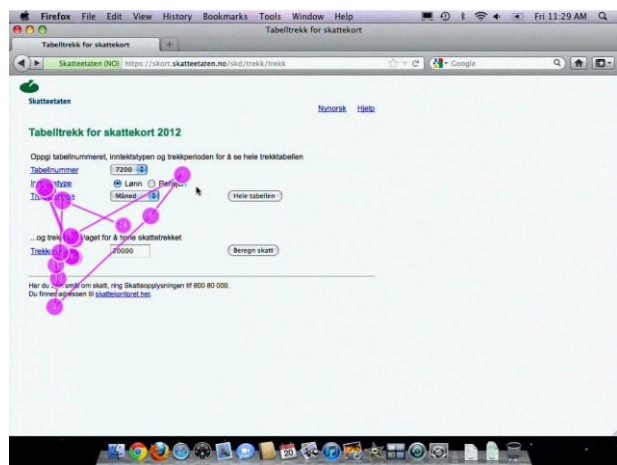 Firefox File Edit View History Bookmarks Tools Window Help Fri 11:29 AM
Tabelltrekk for skattekort
Tabelltrekk for skattekort
Skatteetaten (NO) https://skort.skatteetaten.no/skd/trekk/trekk Google
Skatteetaten
Nynorsk Hjelp
Tabelltrekk for skattekort 2012
Oppgi tabellnummeret, inntektstypen og trekkperioden for å se hele trekktabellen
Tabellnummer 7200
Lønn
Måned Hele tabellen
...og for å finne skattetrekket
20000 Beregn skatt
Har du om skatt, ring Skatteopplysningen tlf 800 80 000.
Du finner adressen til skattekontoret her.
20